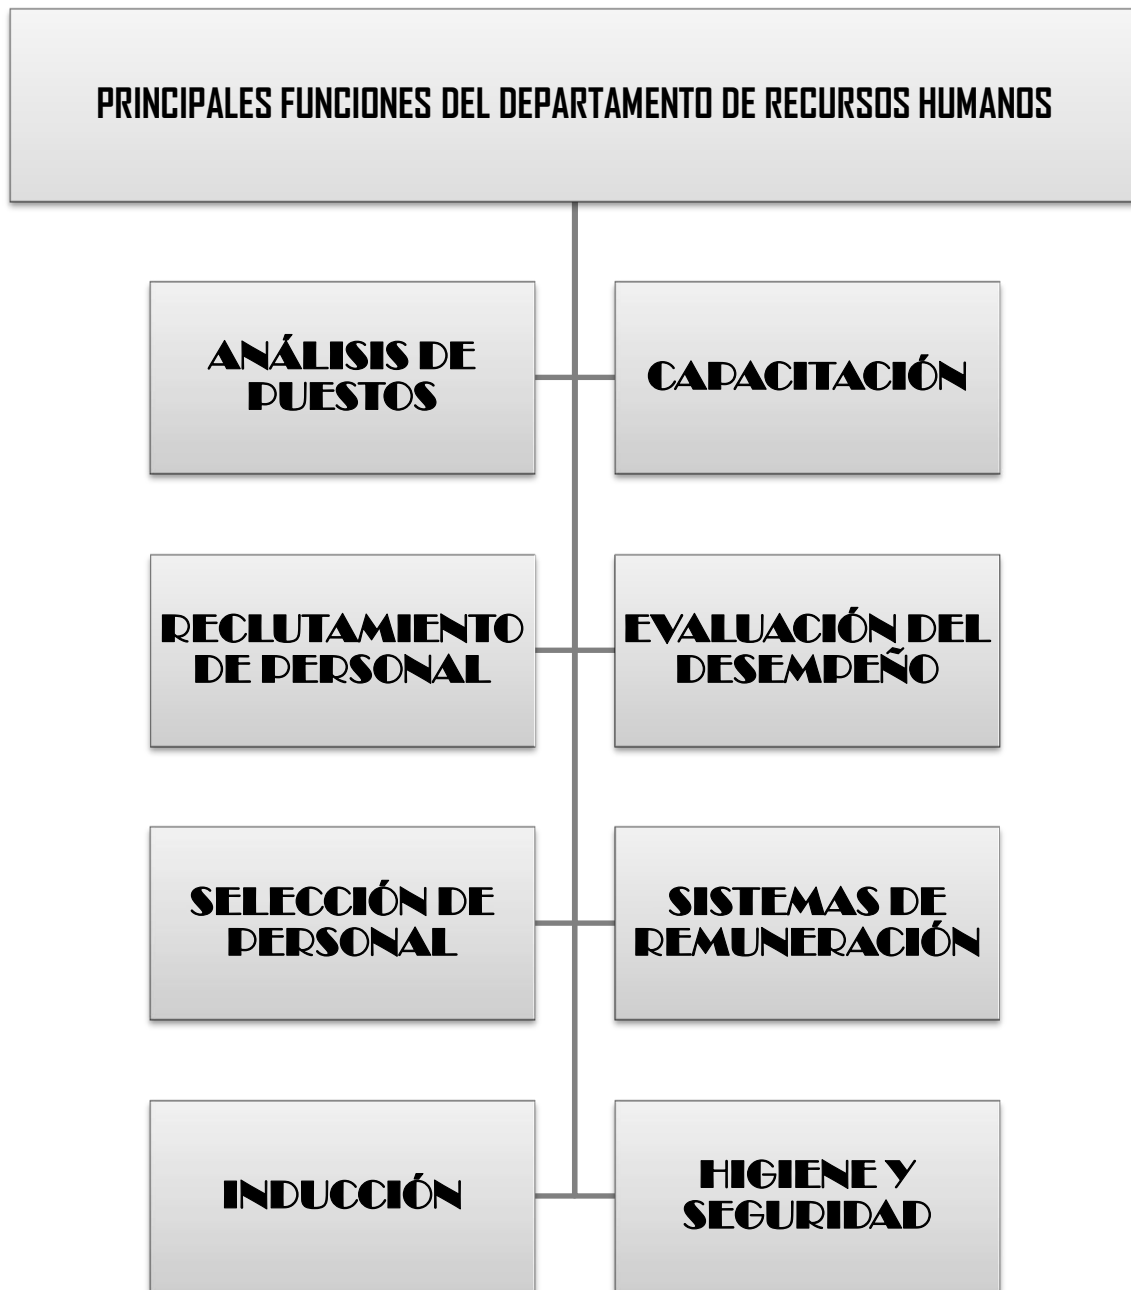 PRINCIPALES FUNCIONES DEL DEPARTAMENTO DE RECURSOS HUMANOS
ANÁLISIS DE
PUESTOS
CAPACITACIÓN
RECLUTAMIENTO
DE PERSONAL
EVALUACIÓN DEL
DESEMPEÑO
SELECCIÓN DE
PERSONAL
SISTEMAS DE
REMUNERACIÓN
INDUCCIÓN
HIGIENE Y
SEGURIDAD